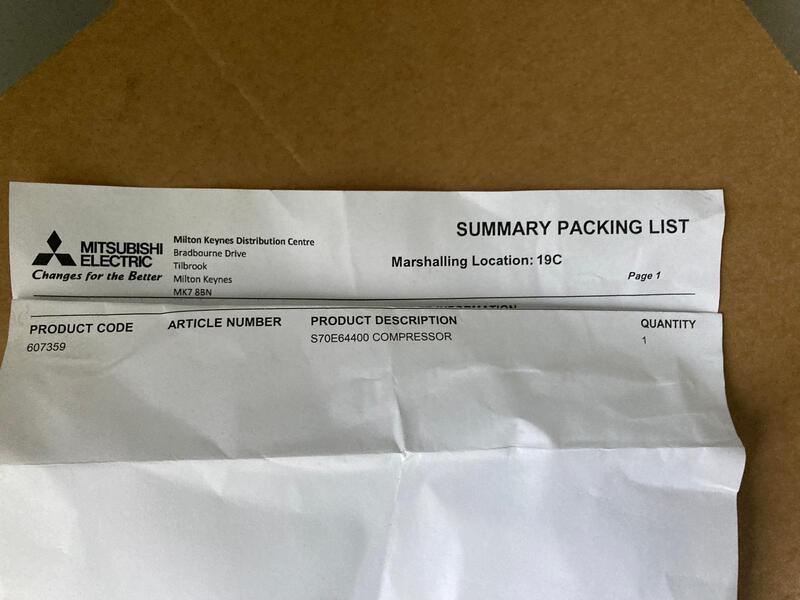 SUMMARY PACKING LIST
MITSUBISHI
ELECTRIC
Changes for the Better
Milton Keynes Distribution Centre
Bradbourne Drive
Tilbrook
Milton Keynes
MK7 8BN
Marshalling Location: 19C
Page 1
PRODUCT CODE ARTICLE NUMBER PRODUCT DESCRIPTION QUANTITY
607359 S70E64400 COMPRESSOR 1